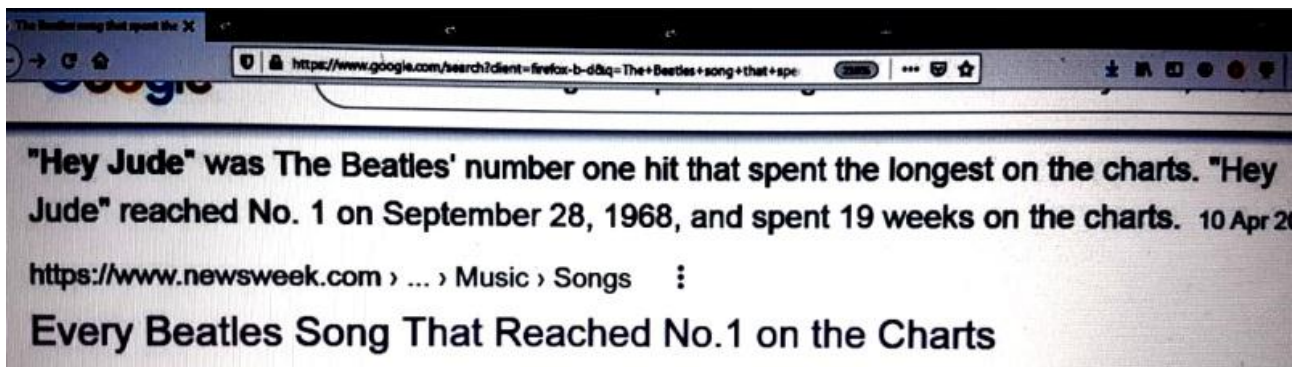 The Beatles song that spent the
https://www.google.com/search?client=firefox-b-d&q=The+Beatles+song+that+spe
"Hey Jude" was The Beatles' number one hit that spent the longest on the charts. "Hey
Jude" reached No. 1 on September 28, 1968, and spent 19 weeks on the charts. 10 Apr
https://www.newsweek.com › ... › Music › Songs
Every Beatles Song That Reached No.1 on the Charts